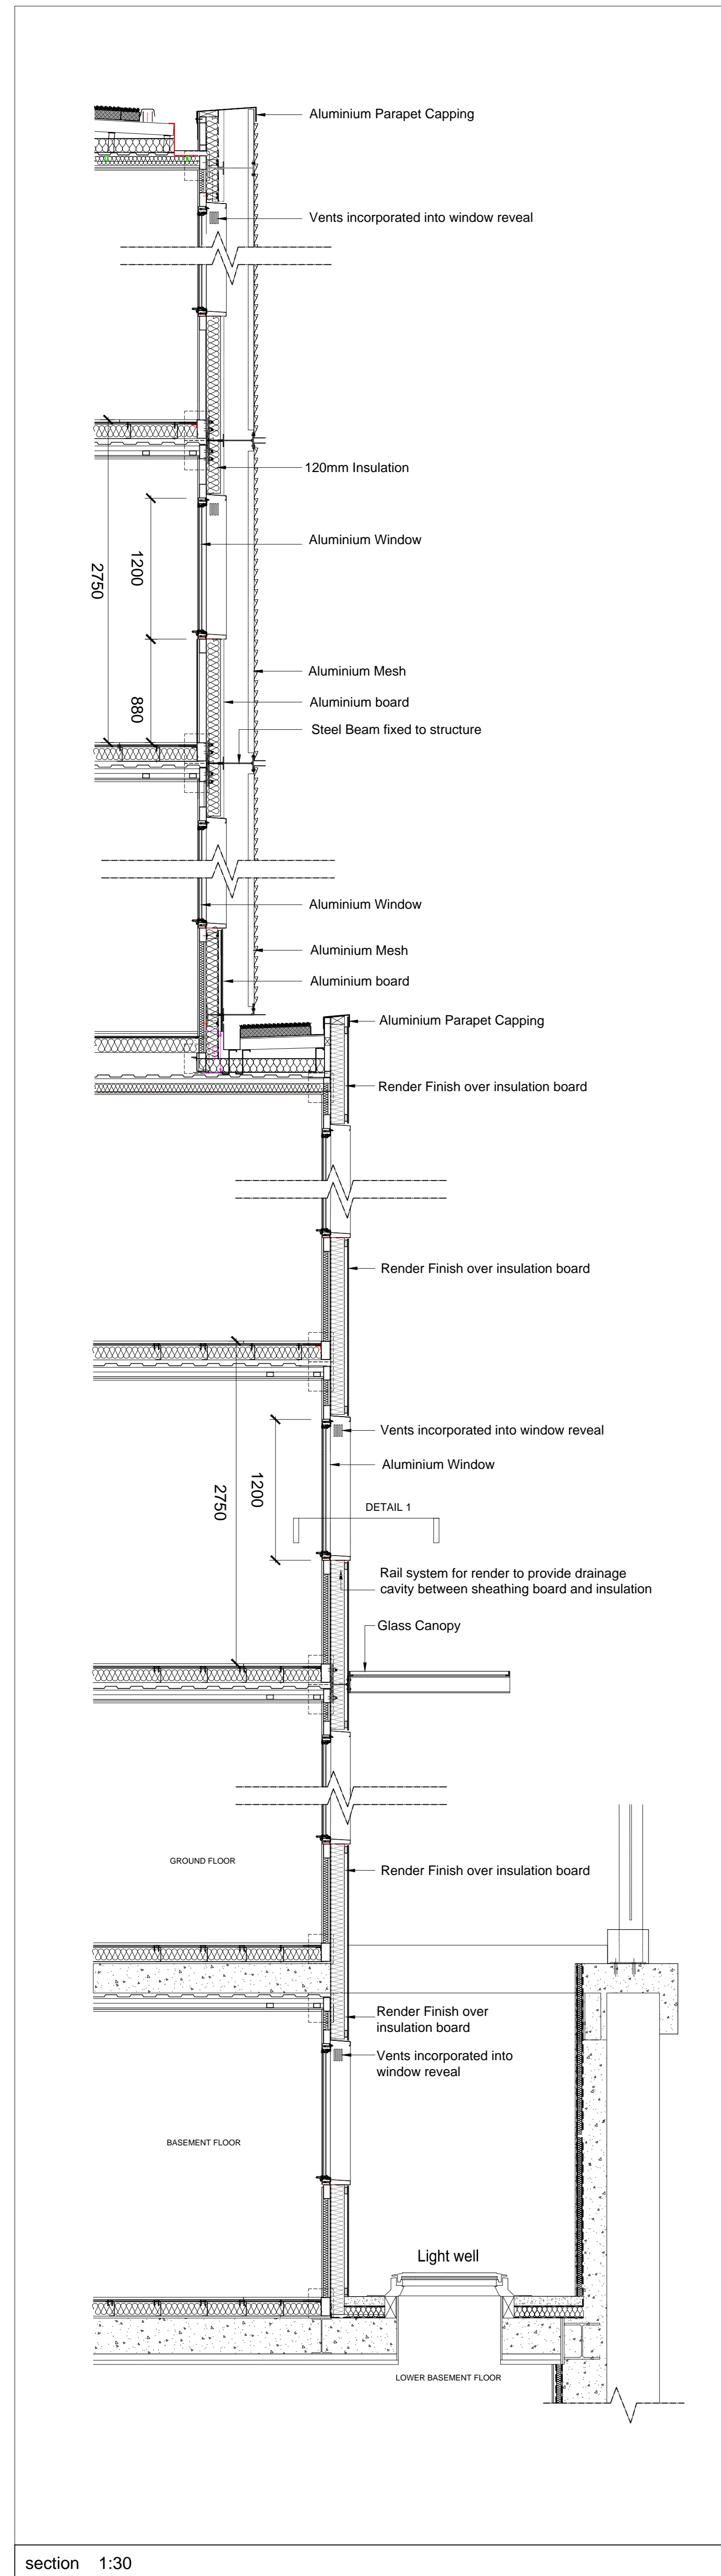 Aluminium Parapet Capping
Vents incorporated into window reveal
120mm Insulation
Aluminium Window
1200
2750
Aluminium Mesh
Aluminium board
880
Steel Beam fixed to structure
Aluminium Window
Aluminium Mesh
Aluminium board
Aluminium Parapet Capping
Render Finish over insulation board
Render Finish over insulation board
Vents incorporated into window reveal
Aluminium Window
1200
2750
DETAIL 1
Rail system for render to provide drainage
cavity between sheathing board and insulation
Glass Canopy
GROUND FLOOR
Render Finish over insulation board
Render Finish over
insulation board
Vents incorporated into
window reveal
BASEMENT FLOOR
Light well
LOWER BASEMENT FLOOR
section 1:30